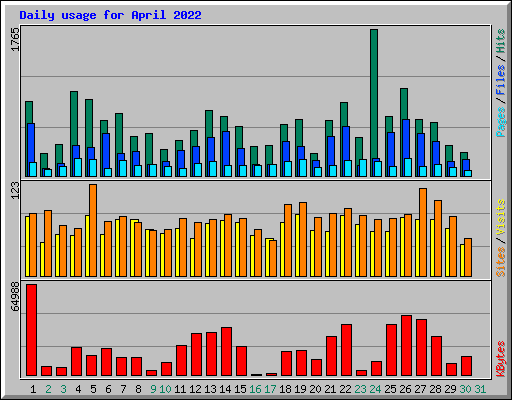 Daily usage for April 2022
1765
Pages / Files / Hits
123
Sites / Visits
64988
KBytes
1 2 3 4 5 6 7 8 9 10 11 12 13 14 15 16 17 18 19 20 21 22 23 24 25 26 27 28 29 30 31